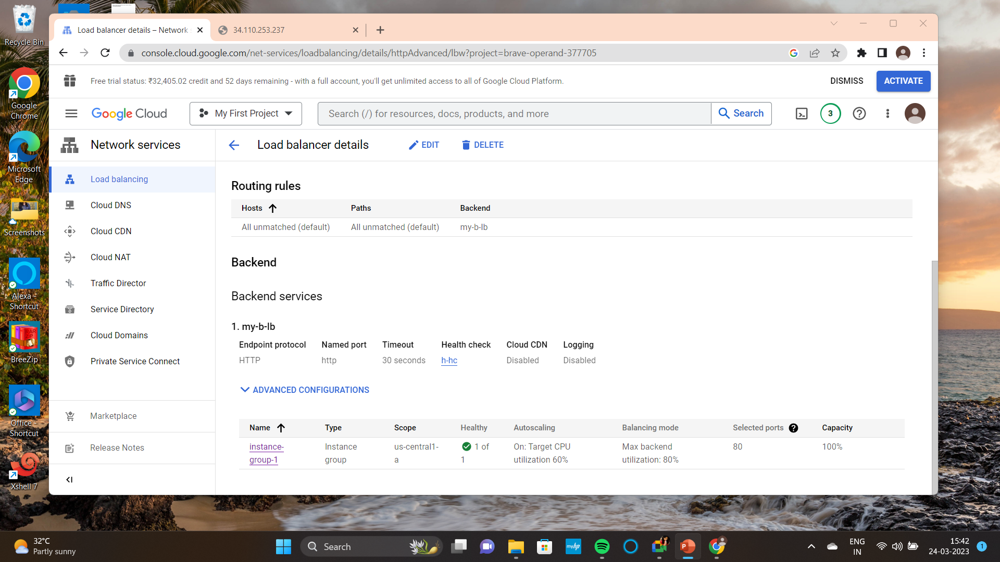 Recycle Bin
Google Chrome
Microsoft Edge
Screenshots
Alexa - Shortcut
RAR
ZIP
BreeZip
Office - Shortcut
Xshell 7
Load balancer details – Network s
34.110.253.237
console.cloud.google.com/net-services/loadbalancing/details/httpAdvanced/lbw?project=brave-operand-377705
Free trial status: ₹32,405.02 credit and 52 days remaining - with a full account, you'll get unlimited access to all of Google Cloud Platform.
DISMISS
ACTIVATE
Google Cloud
My First Project
Search (/) for resources, docs, products, and more
Search
3
Network services
Load balancing
Cloud DNS
Cloud CDN
Cloud NAT
Traffic Director
Service Directory
Cloud Domains
Private Service Connect
Marketplace
Release Notes
Load balancer details
EDIT
DELETE
Routing rules
Hosts Paths Backend
All unmatched (default) All unmatched (default) my-b-lb
Backend
Backend services
1. my-b-lb
Endpoint protocol Named port Timeout Health check Cloud CDN Logging
HTTP http 30 seconds h-hc Disabled Disabled
ADVANCED CONFIGURATIONS
Name Type Scope Healthy Autoscaling Balancing mode Selected ports Capacity
instance- Instance us-central1- 1 of On: Target CPU Max backend 80 100%
group-1 group a 1 utilization 60% utilization: 80%
32°C
Partly sunny
Search
myhp
P
ENG
IN
15:42
24-03-2023
1